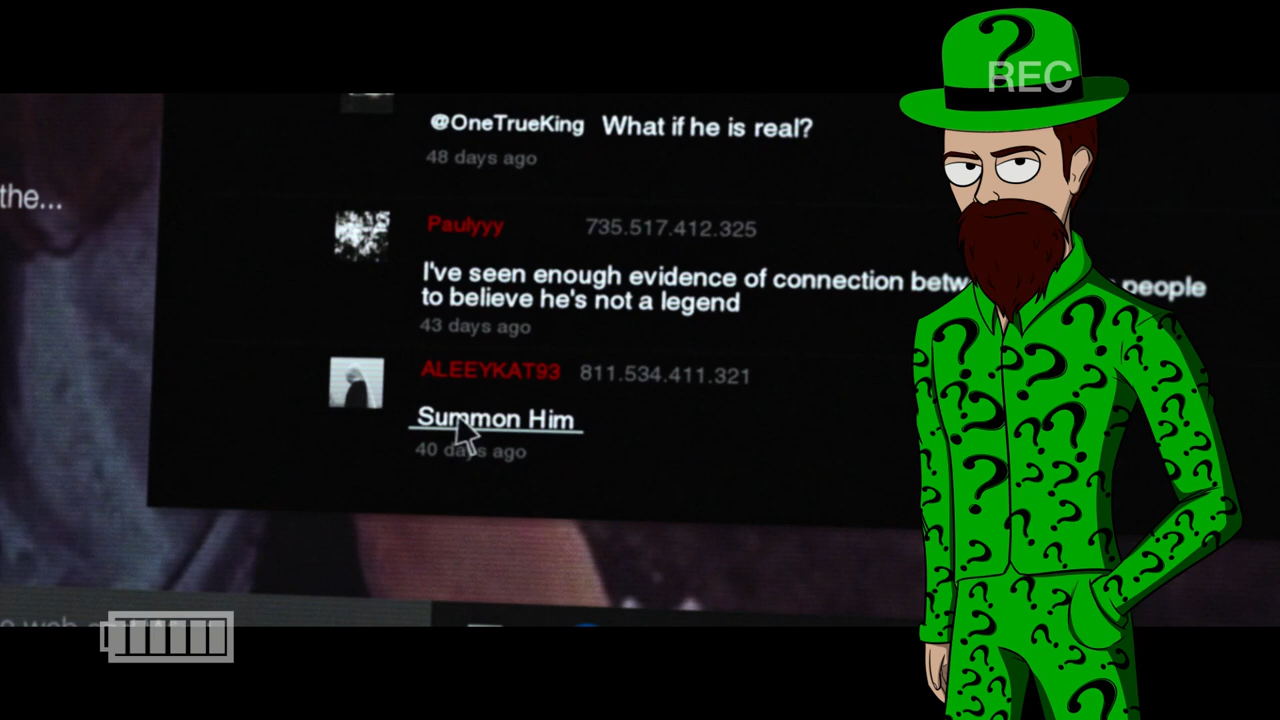 REC
@OneTrueKing What if he is real?
48 days ago
the...
Paulyyy 735.517.412.325
I've seen enough evidence of connection people
to believe he's not a legend
43 days ago
ALEEYKAT93 811.534.411.321
Summon Him
40 days ago